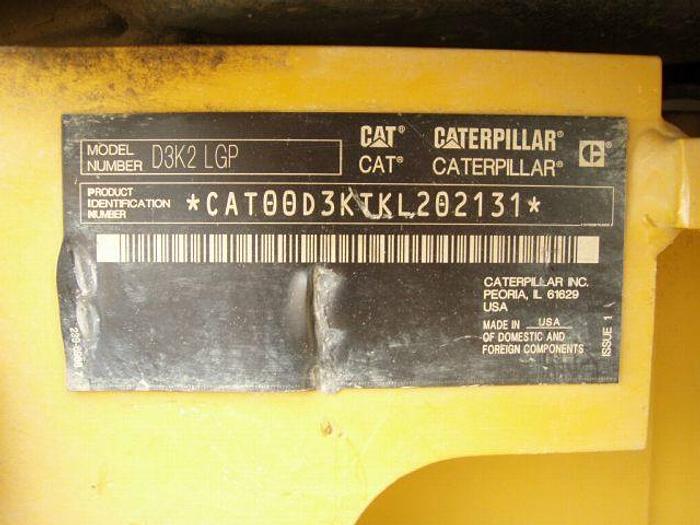 MODEL NUMBER D3K2 LGP
CAT® CATERPILLAR®
CAT® CATERPILLAR®
PRODUCT
IDENTIFICATION
NUMBER
*CAT00D3KTKL202131*
CATERPILLAR INC.
PEORIA, IL 61629
USA
MADE IN USA
OF DOMESTIC AND
FOREIGN COMPONENTS
ISSUE 1